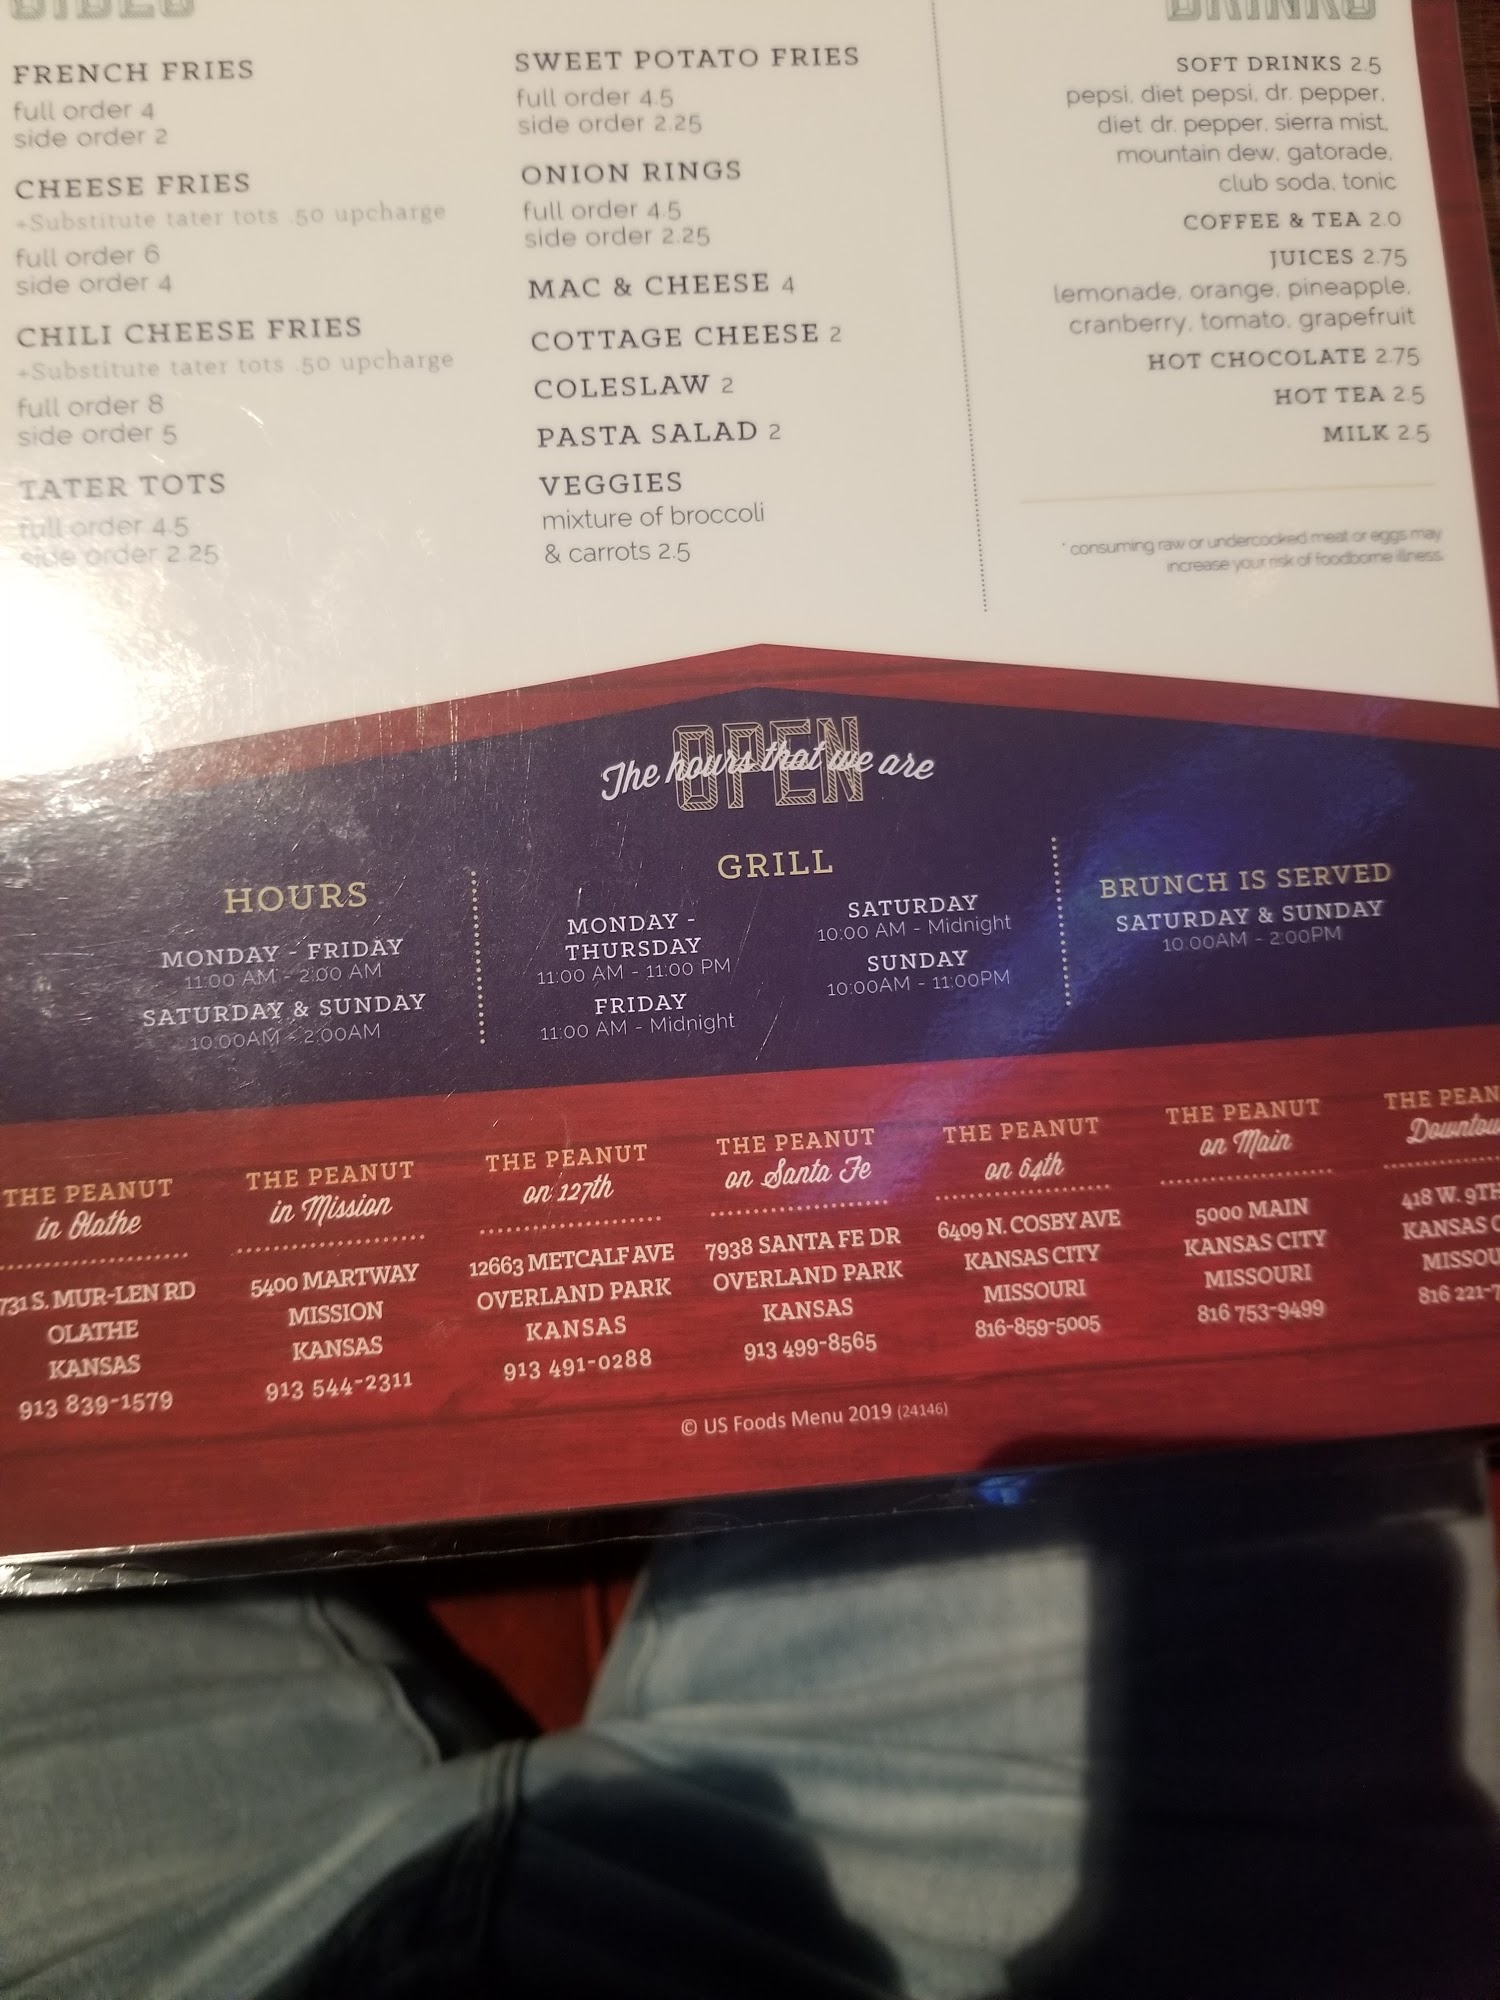 SIDES
FRENCH FRIES
full order 4
side order 2
CHEESE FRIES
+Substitute tater tots .50 upcharge
full order 6
side order 4
CHILI CHEESE FRIES
+Substitute tater tots .50 upcharge
full order 8
side order 5
TATER TOTS
full order 4.5
side order 2.25
SWEET POTATO FRIES
full order 4.5
side order 2.25
ONION RINGS
full order 4.5
side order 2.25
MAC & CHEESE 4
COTTAGE CHEESE 2
COLESLAW 2
PASTA SALAD 2
VEGGIES
mixture of broccoli
& carrots 2.5
DRINKS
SOFT DRINKS 2.5
pepsi, diet pepsi, dr. pepper,
diet dr. pepper, sierra mist,
mountain dew, gatorade,
club soda, tonic
COFFEE & TEA 2.0
JUICES 2.75
lemonade, orange, pineapple,
cranberry, tomato, grapefruit
HOT CHOCOLATE 2.75
HOT TEA 2.5
MILK 2.5
* consuming raw or undercooked meat or eggs may
increase your risk of foodborne illness.
The hours that we are
OPEN
HOURS
MONDAY - FRIDAY
11:00 AM - 2:00 AM
SATURDAY & SUNDAY
10:00AM - 2:00AM
GRILL
MONDAY -
THURSDAY
11:00 AM - 11:00 PM
FRIDAY
11:00 AM - Midnight
SATURDAY
10:00 AM - Midnight
SUNDAY
10:00AM - 11:00PM
BRUNCH IS SERVED
SATURDAY & SUNDAY
10:00AM - 2:00PM
THE PEANUT
in Olathe
731 S. MUR-LEN RD
OLATHE
KANSAS
913 839-1579
THE PEANUT
in Mission
5400 MARTWAY
MISSION
KANSAS
913 544-2311
THE PEANUT
on 127th
12663 METCALF AVE
OVERLAND PARK
KANSAS
913 491-0288
THE PEANUT
on Santa Fe
7938 SANTA FE DR
OVERLAND PARK
KANSAS
913 499-8565
THE PEANUT
on 64th
6409 N. COSBY AVE
KANSAS CITY
MISSOURI
816-859-5005
THE PEANUT
on Main
5000 MAIN
KANSAS CITY
MISSOURI
816 753-9499
THE PEAN
Downtow
418 W. 9TH
KANSAS C
MISSOU
816 221-7
© US Foods Menu 2019 (24146)